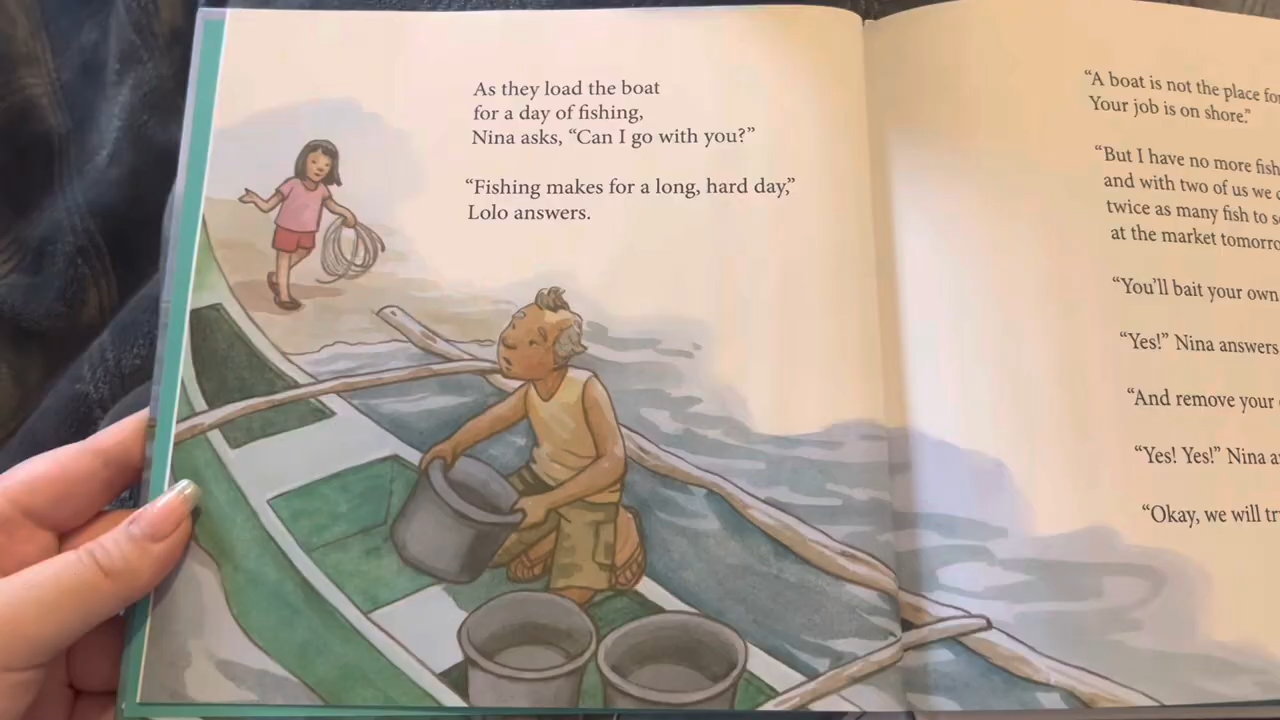 As they load the boat
for a day of fishing,
Nina asks, “Can I go with you?”
“Fishing makes for a long, hard day,”
Lolo answers.
“A boat is not the place for
Your job is on shore.”
“But I have no more fish
and with two of us we
twice as many fish to
at the market
“You’ll bait your own
“Yes!” Nina answers
“And remove your
“Yes! Yes!” Nina
“Okay, we will